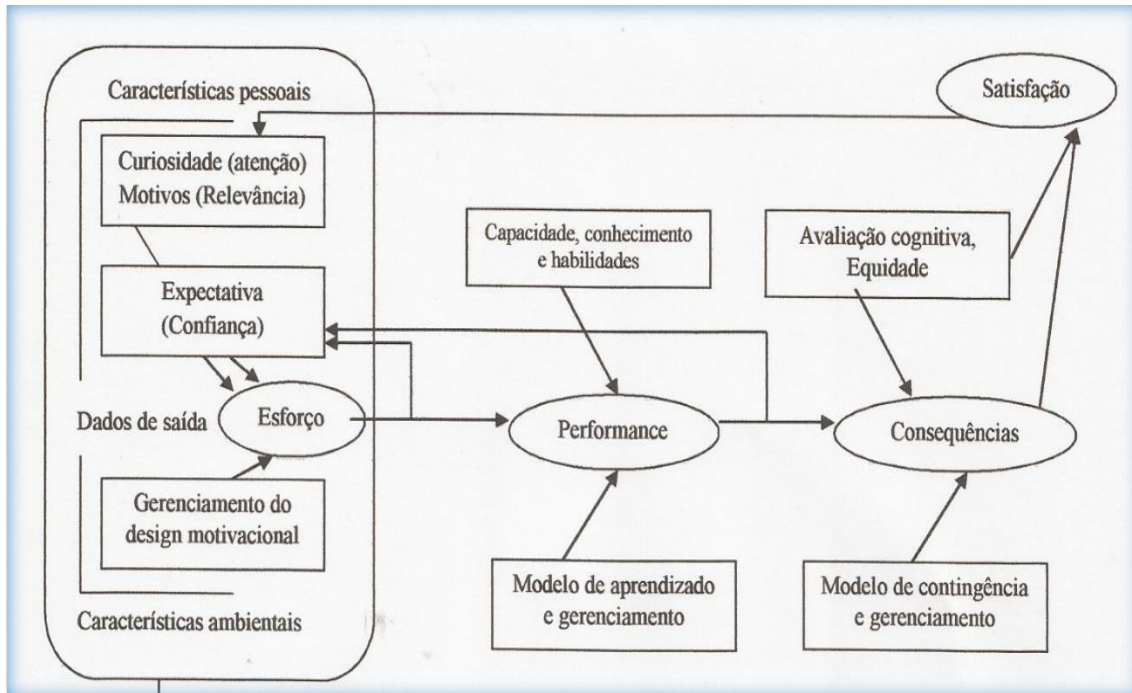 Características pessoais
Satisfação
Curiosidade (atenção)
Motivos (Relevância)
Capacidade, conhecimento
e habilidades
Avaliação cognitiva,
Equidade
Expectativa
(Confiança)
Dados de saída
Esforço
Performance
Consequências
Gerenciamento do
design motivacional
Modelo de aprendizado
e gerenciamento
Modelo de contingência
e gerenciamento
Características ambientais